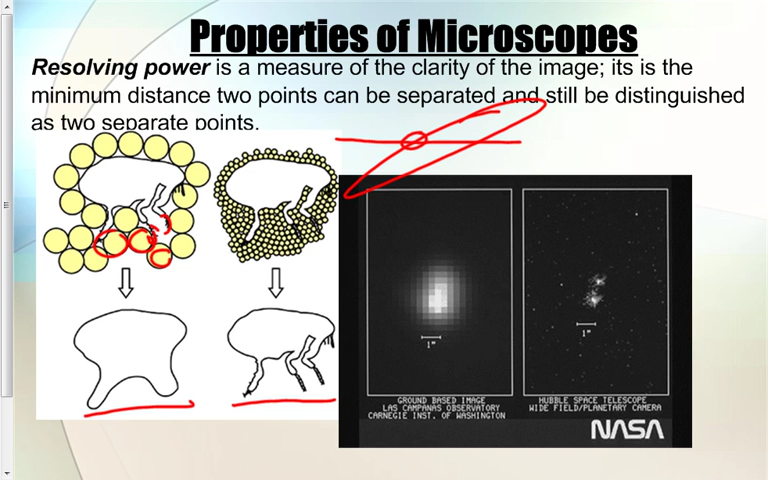 Properties of Microscopes
Resolving power is a measure of the clarity of the image; its is the
minimum distance two points can be separated and still be distinguished
as two separate points.
1"
1"
GROUND BASED IMAGE
LAS CAMPANAS OBSERVATORY
CARNEGIE INST. OF WASHINGTON
HUBBLE SPACE TELESCOPE
WIDE FIELD/PLANETARY CAMERA
NASA